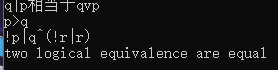 q|p相当于qvp
p>q
!p|q^(!r|r)
two logical equivalence are equal